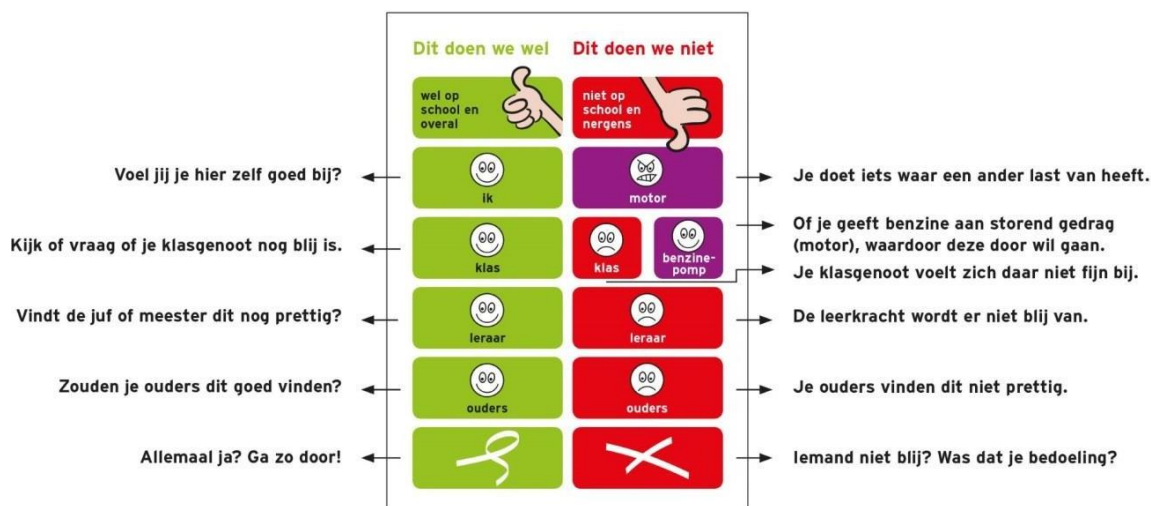 Dit doen we wel
Dit doen we niet
wel op
school en
overal
niet op
school en
nergens
Voel jij je hier zelf goed bij?
ik
motor
Je doet iets waar een ander last van heeft.
Kijk of vraag of je klasgenoot nog blij is.
klas
klas
benzine-
pomp
Of je geeft benzine aan storend gedrag
(motor), waardoor deze door wil gaan.
Je klasgenoot voelt zich daar niet fijn bij.
Vindt de juf of meester dit nog prettig?
leraar
leraar
De leerkracht wordt er niet blij van.
Zouden je ouders dit goed vinden?
ouders
ouders
Je ouders vinden dit niet prettig.
Allemaal ja? Ga zo door!
Iemand niet blij? Was dat je bedoeling?